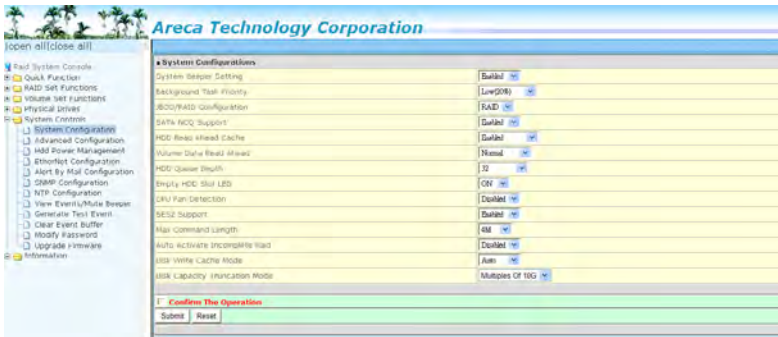 Areca Technology Corporation
|open all|close all|
Raid System Console
Quick Function
RAID Set Functions
Volume Set Functions
Physical Drives
System Controls
System Configuration
Advanced Configuration
Hdd Power Management
EtherNet Configuration
Alert By Mail Configuration
SNMP Configuration
NTP Configuration
View Events/Mute Beeper
Generate Test Event
Clear Event Buffer
Modify Password
Upgrade Firmware
Information
System Configurations
System Beeper Setting Enabled
Background Task Priority Low(20%)
JBOD/RAID Configuration RAID
SATA NCQ Support Enabled
HDD Read Ahead Cache Enabled
Volume Data Read Ahead Normal
HDD Queue Depth 32
Empty HDD Slot LED ON
CPU Fan Detection Disabled
SES2 Support Enabled
Max Command Length 4M
Auto Activate Incomplete Raid Disabled
Disk Write Cache Mode Auto
Disk Capacity Truncation Mode Multiples Of 10G
Confirm The Operation
Submit Reset